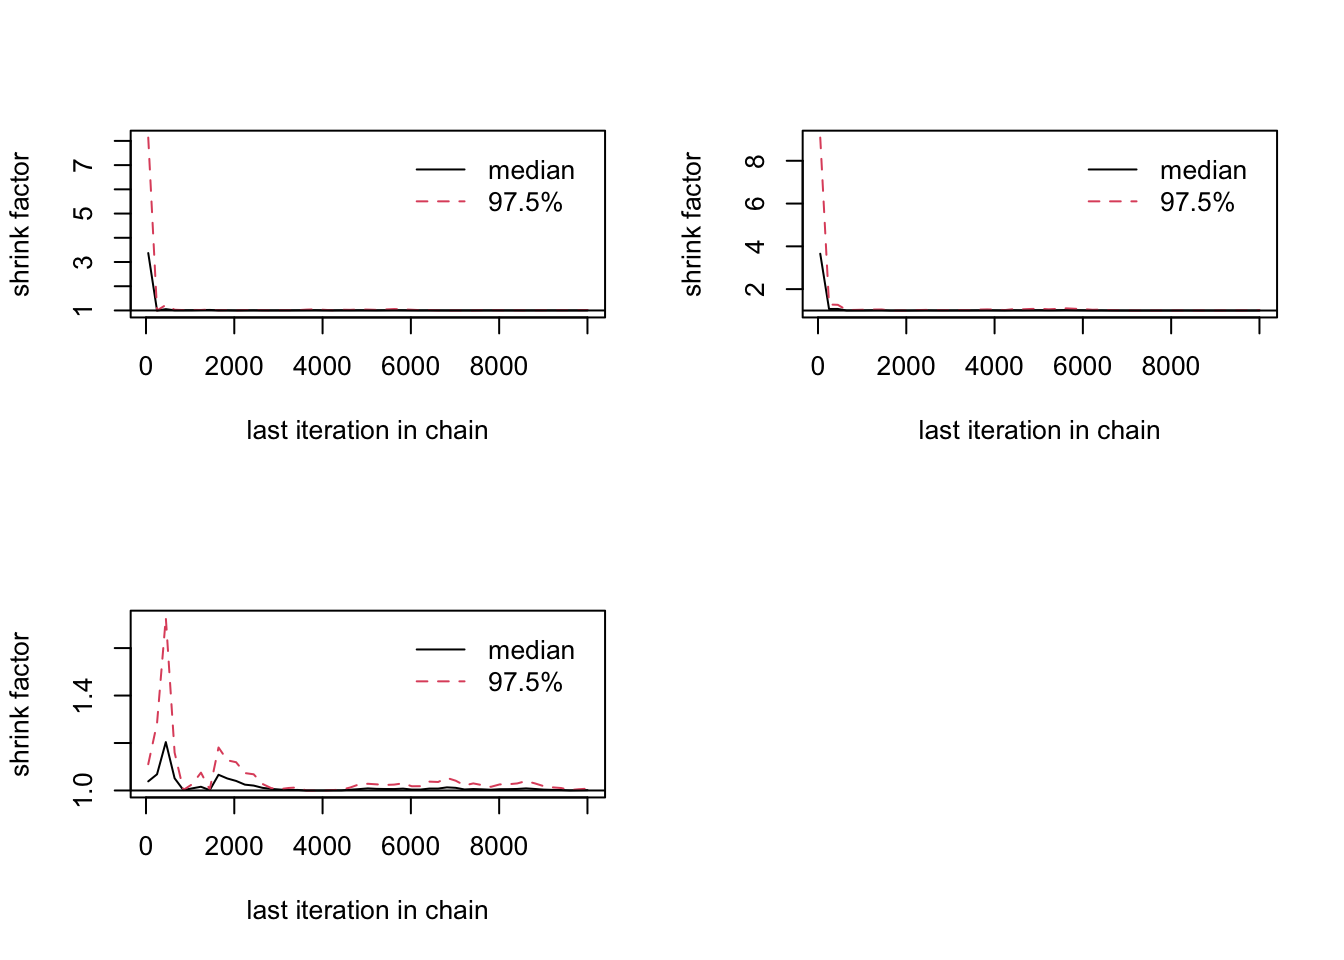 shrink factor
7
5
3
1
median
97.5%
0 2000 4000 6000 8000
last iteration in chain
shrink factor
8
6
4
2
median
97.5%
0 2000 4000 6000 8000
last iteration in chain
shrink factor
1.4
1.0
median
97.5%
0 2000 4000 6000 8000
last iteration in chain